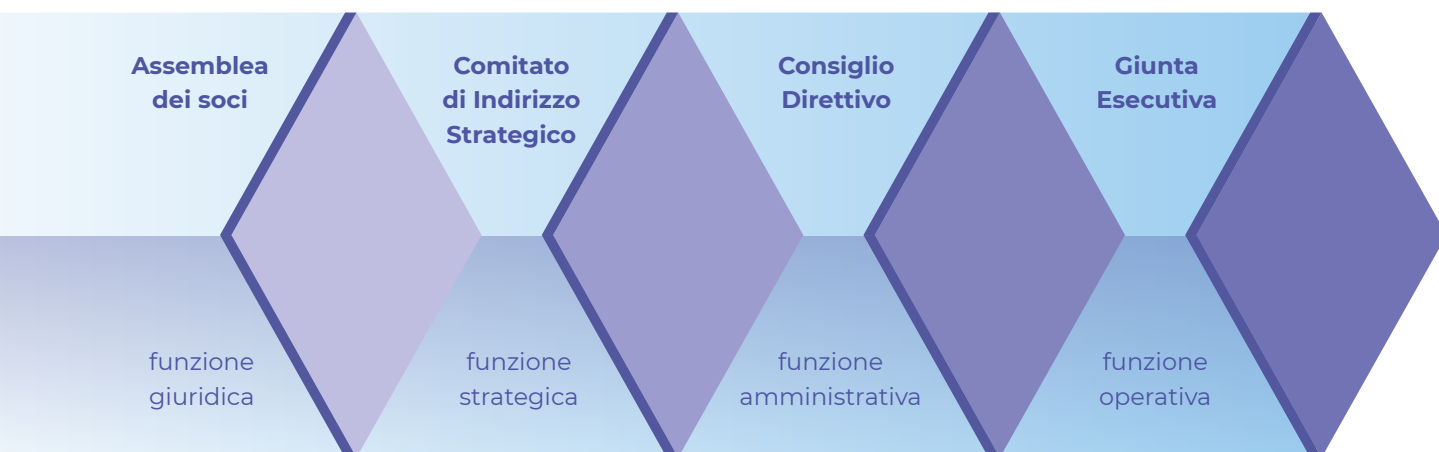 Assemblea
dei soci
Comitato
di Indirizzo
Strategico
Consiglio
Direttivo
Giunta
Esecutiva
funzione
giuridica
funzione
strategica
funzione
amministrativa
funzione
operativa